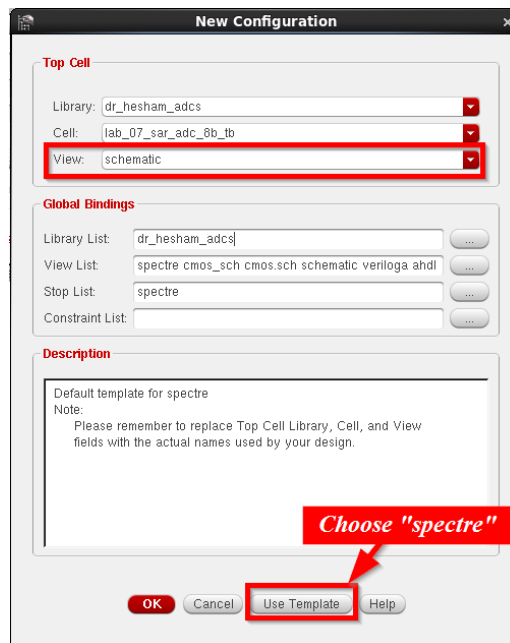 New Configuration
Top Cell
Library: dr_hesham_adcs
Cell: lab_07_sar_adc_8b_tb
View: schematic
Global Bindings
Library List: dr_hesham_adcs
...
View List: spectre cmos_sch cmos.sch schematic veriloga ahdl
...
Stop List: spectre
...
Constraint List:
...
Description
Default template for spectre
Note:
Please remember to replace Top Cell Library, Cell, and View
fields with the actual names used by your design.
Choose "spectre"
OK Cancel Use Template Help